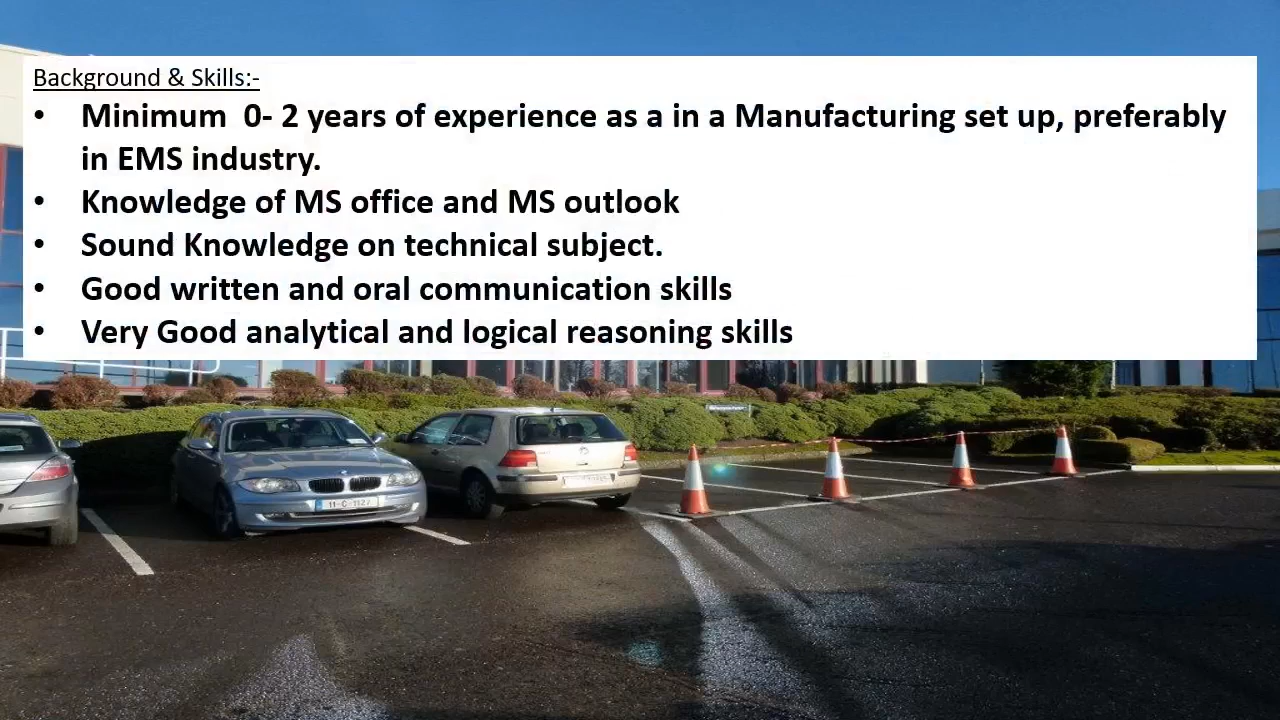 Background & Skills:-
• Minimum  0- 2 years of experience as a in a Manufacturing set up, preferably
in EMS industry.
• Knowledge of MS office and MS outlook
• Sound Knowledge on technical subject.
• Good written and oral communication skills
• Very Good analytical and logical reasoning skills